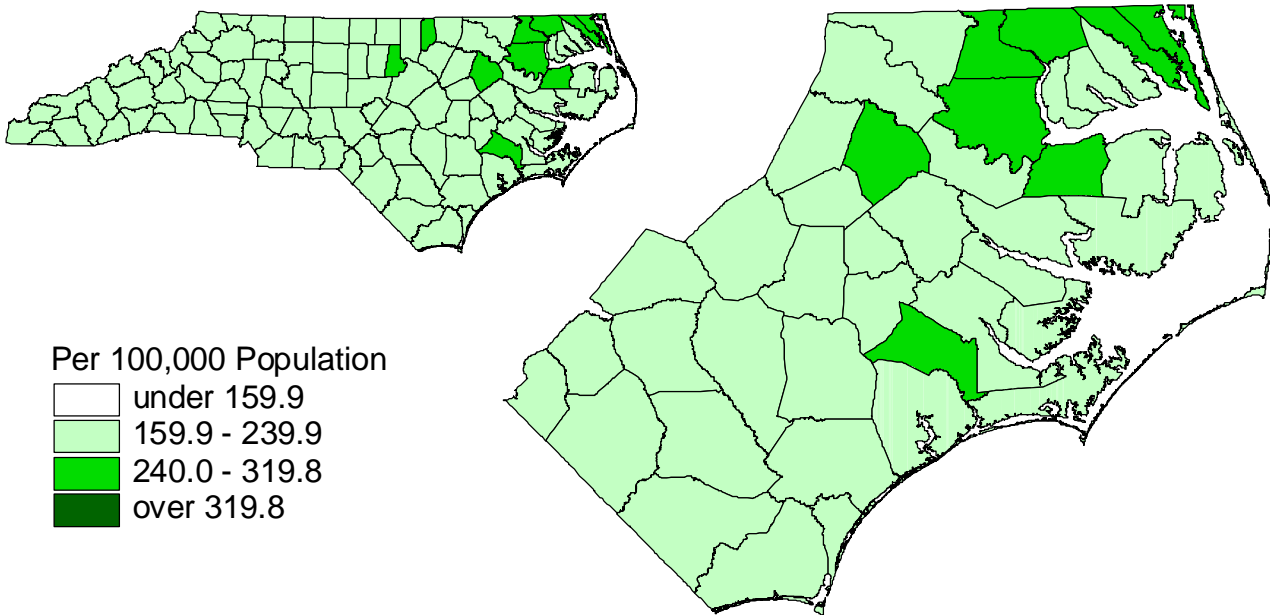 Per 100,000 Population
under 159.9
159.9 - 239.9
240.0 - 319.8
over 319.8